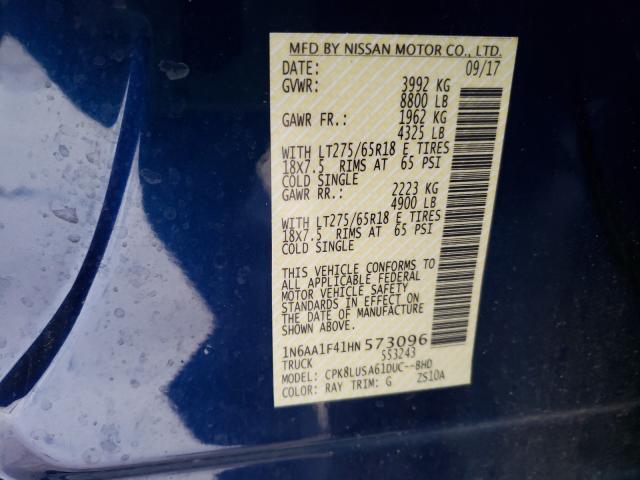 MFD BY NISSAN MOTOR CO., LTD.
DATE: 09/17
GVWR: 3992 KG
8800 LB
GAWR FR.: 1962 KG
4325 LB
WITH LT275/65R18 E TIRES
18X7.5 RIMS AT 65 PSI
COLD SINGLE
GAWR RR.: 2223 KG
4900 LB
WITH LT275/65R18 E TIRES
18X7.5 RIMS AT 65 PSI
COLD SINGLE
THIS VEHICLE CONFORMS TO
ALL APPLICABLE FEDERAL
MOTOR VEHICLE SAFETY
STANDARDS IN EFFECT ON
THE DATE OF MANUFACTURE
SHOWN ABOVE.
1N6AA1F41HN573096
TRUCK 553243
MODEL: CPK8LUSA61DUC--BHD
COLOR: RAY TRIM: G ZS10A